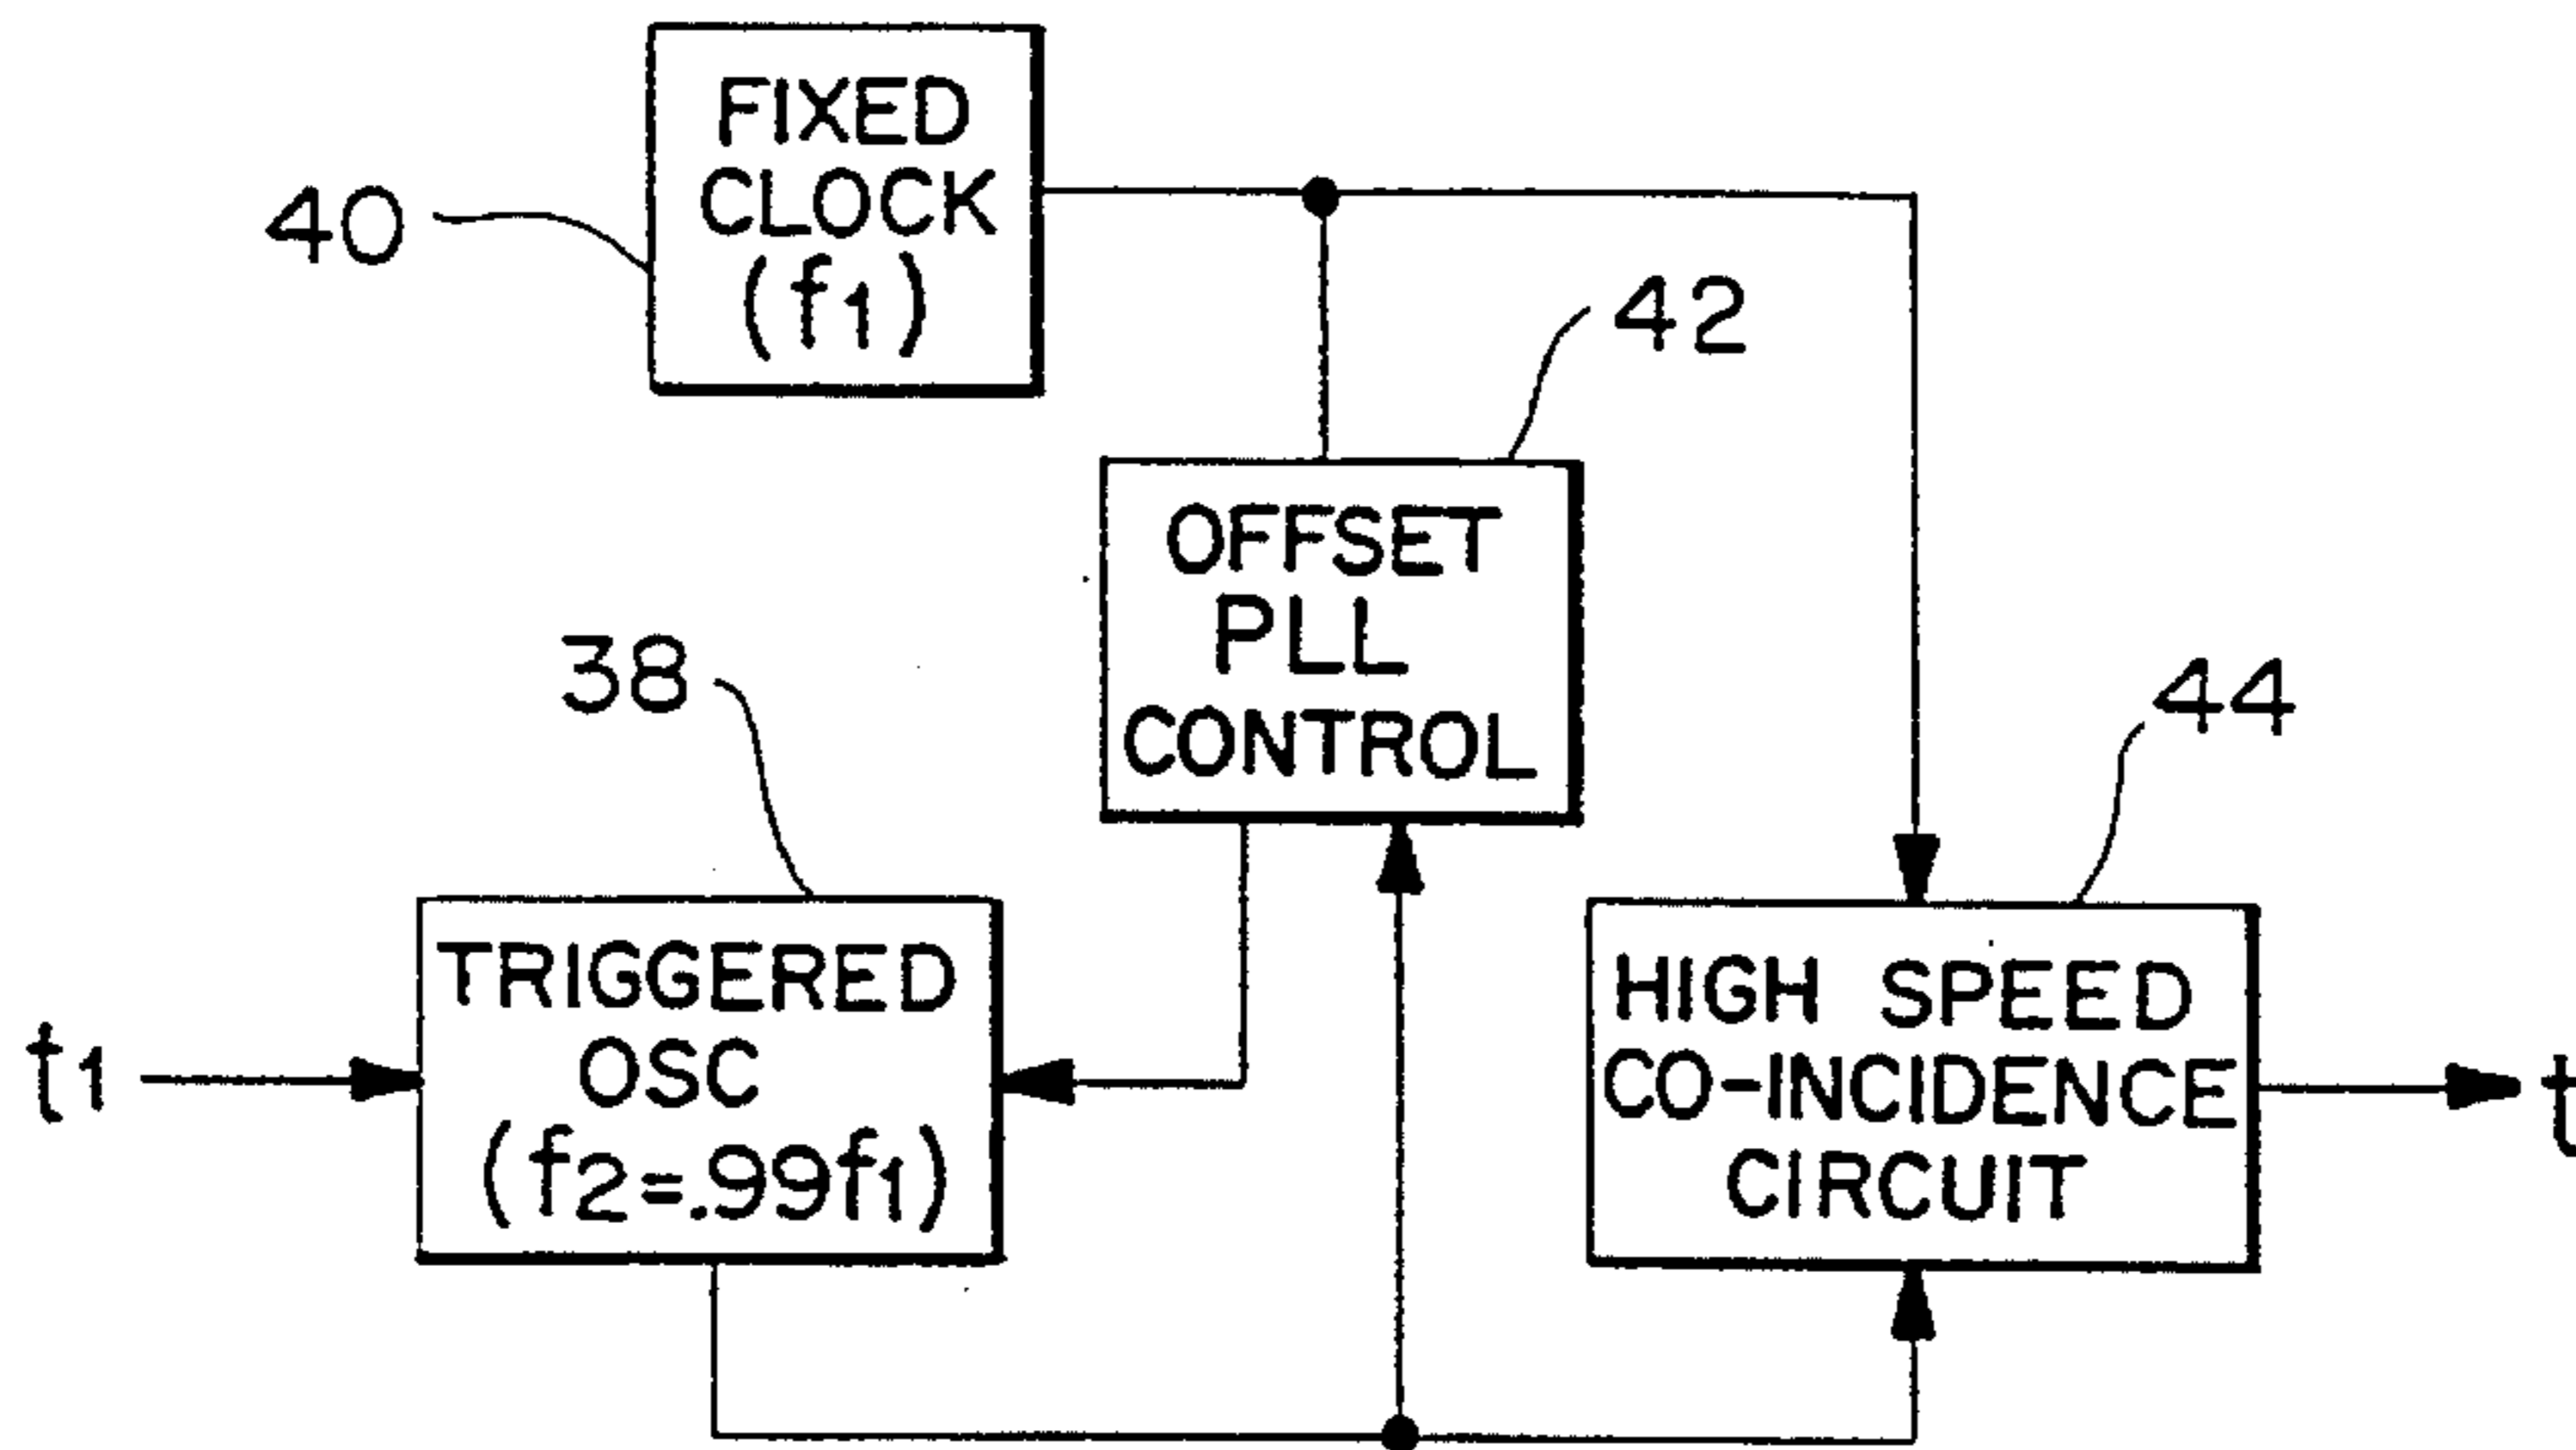 FIXED
CLOCK
(f1)
40
42
OFFSET
PLL
CONTROL
38
44
TRIGGERED
OSC
(f2=.99f1)
HIGH SPEED
CO-INCIDENCE
CIRCUIT
t1
t